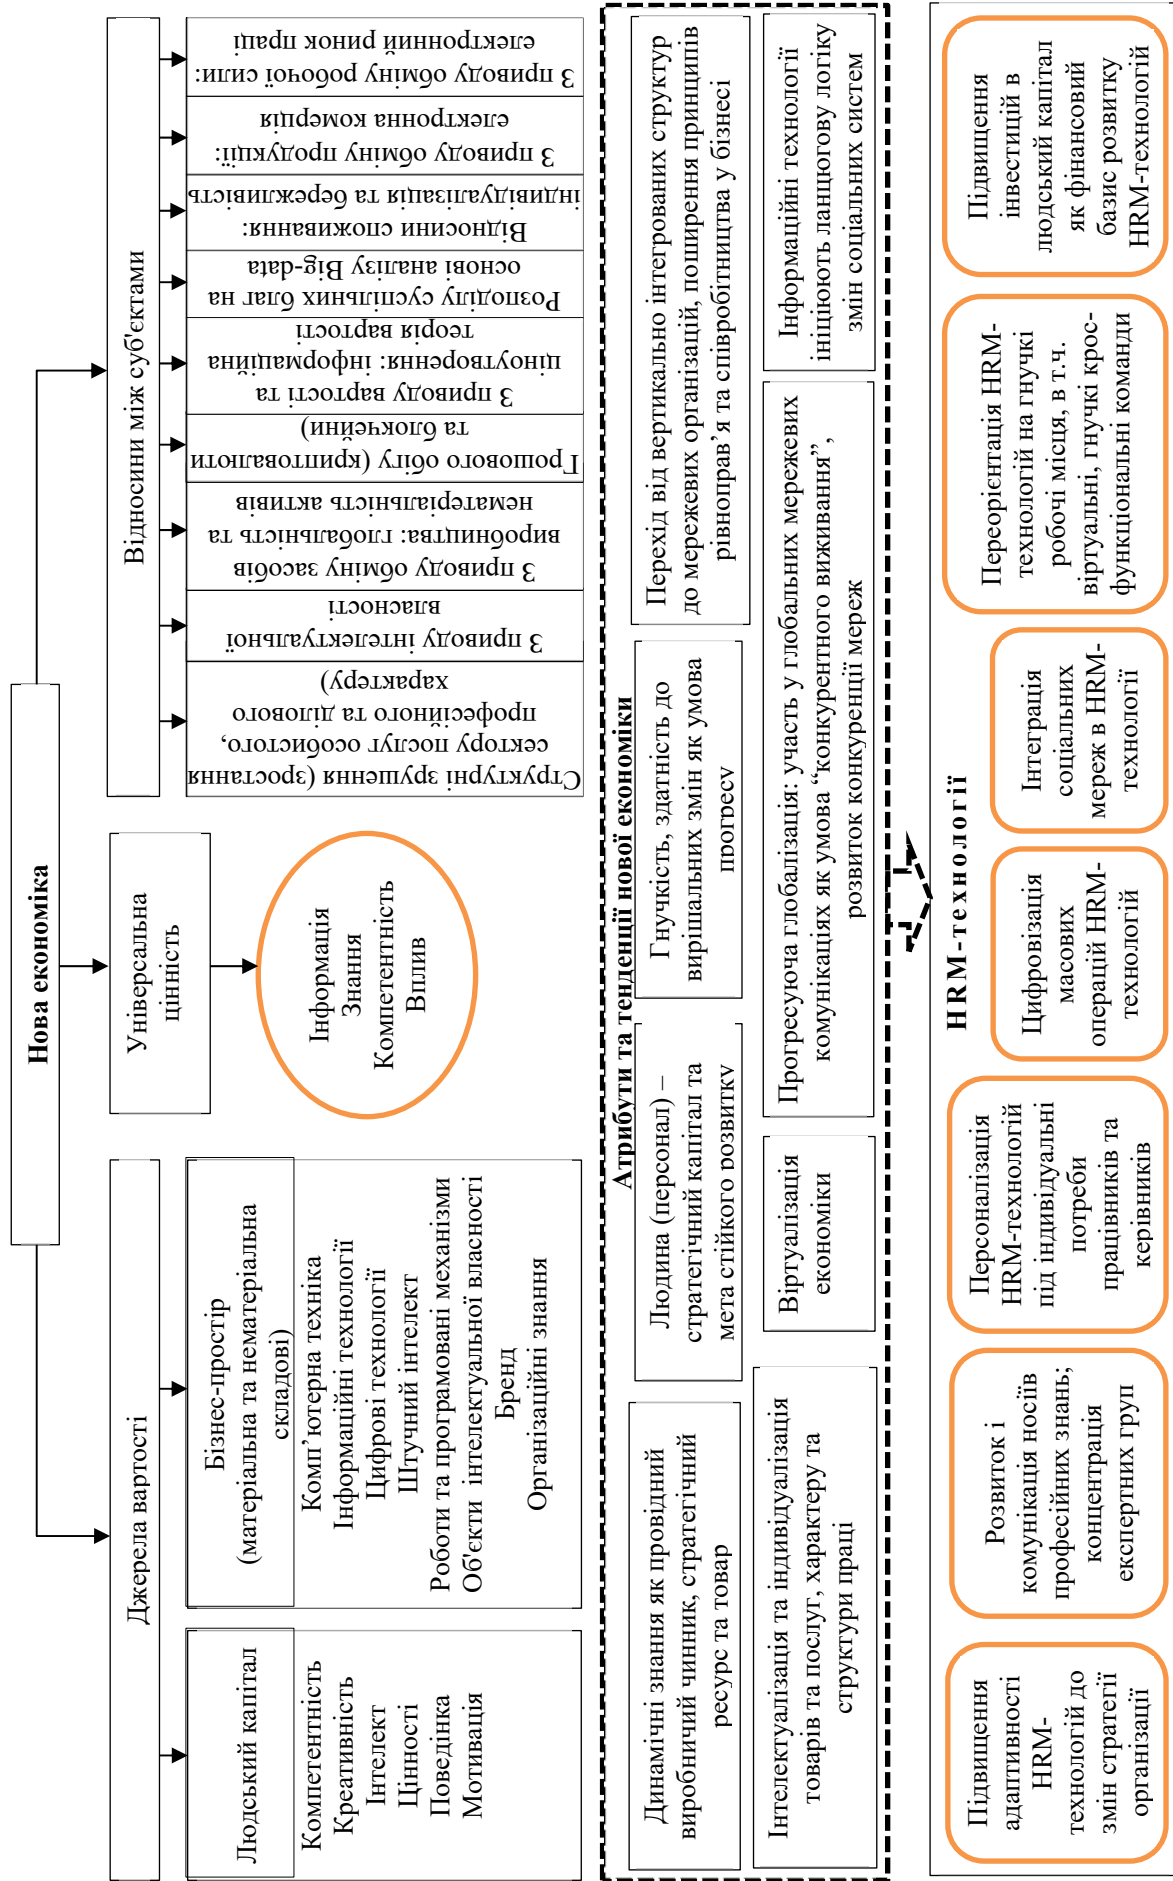 Нова економіка
Джерела вартості
Універсальна
цінність
Відносини між суб'єктами
Людський капітал
Компетентність
Креативність
Інтелект
Цінності
Поведінка
Мотивація
Бізнес-простір
(матеріальна та нематеріальна
складові)
Комп’ютерна техніка
Інформаційні технології
Цифрові технології
Штучний інтелект
Роботи та програмовані механізми
Об'єкти інтелектуальної власності
Бренд
Організаційні знання
Інформація
Знання
Компетентність
Вплив
Структурні зрушення (зростання
сектору послуг особистого,
професійного та ділового
характеру)
З приводу інтелектуальної
власності
З приводу обміну засобів
виробництва: глобальність та
нематеріальність активів
Грошового обігу (криптовалюти
та блокчейни)
З приводу вартості та
ціноутворення: інформаційна
теорія вартості
Розподілу суспільних благ на
основі аналізу Big-data
Відносини споживання:
індивідуалізація та бережливість
З приводу обміну продукції:
електронна комерція
З приводу обміну робочої сили:
електронний ринок праці
Атрибути та тенденції нової економіки
Динамічні знання як провідний
виробничий чинник, стратегічний
ресурс та товар
Людина (персонал) –
стратегічний капітал та
мета стійкого розвитку
Гнучкість, здатність до
вирішальних змін як умова
прогресу
Перехід від вертикально інтегрованих структур
до мережевих організацій, поширення принципів
рівноправ’я та співробітництва у бізнесі
Інтелектуалізація та індивідуалізація
товарів та послуг, характеру та
структури праці
Віртуалізація
економіки
Прогресуюча глобалізація: участь у глобальних мережевих
комунікаціях як умова “конкурентного виживання”,
розвиток конкуренції мереж
Інформаційні технології
ініціюють ланцюгову логіку
змін соціальних систем
HRM-технології
Підвищення
адаптивності
HRM-
технологій до
змін стратегії
організації
Розвиток і
комунікація носіїв
професійних знань;
концентрація
експертних груп
Персоналізація
HRM-технологій
під індивідуальні
потреби
працівників та
керівників
Цифровізація
масових
операцій HRM-
технологій
Інтеграція
соціальних
мереж в HRM-
технології
Переорієнтація HRM-
технологій на гнучкі
робочі місця, в т.ч.
віртуальні, гнучкі крос-
функціональні команди
Підвищення
інвестицій в
людський капітал
як фінансовий
базис розвитку
HRM-технологій